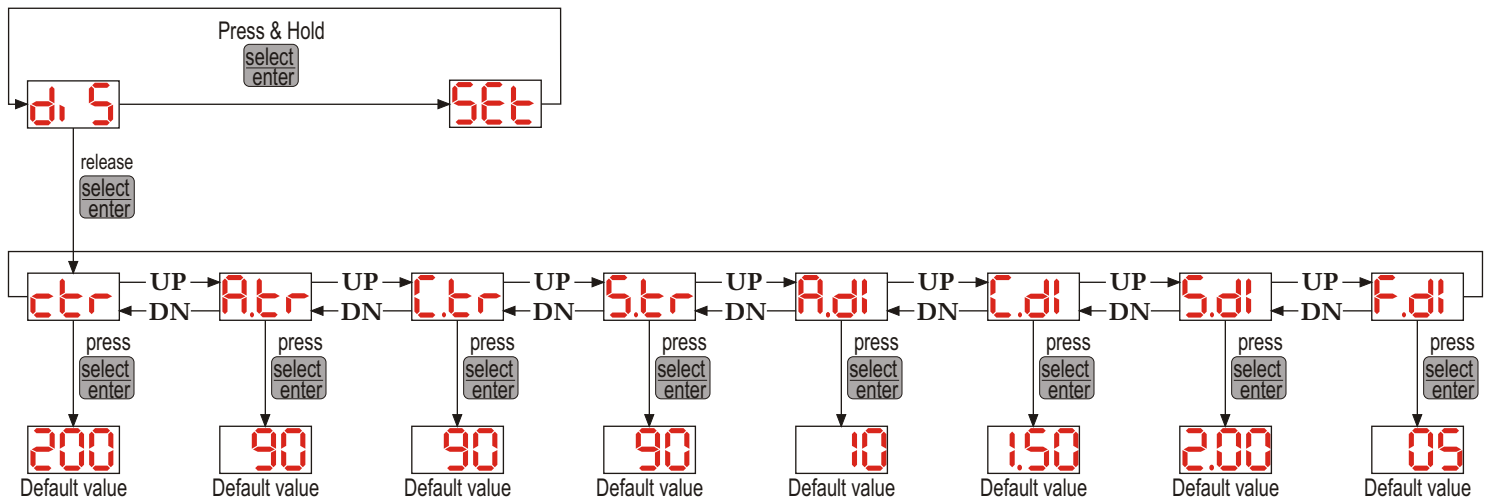 Press & Hold
select
enter
di S
SEt
release
select
enter
ctr UP A.tr UP C.tr UP S.tr UP A.dl UP C.dl UP S.dl UP F.dl
DN DN DN DN DN DN DN
press press press press press press press press
select select select select select select select select
enter enter enter enter enter enter enter enter
200 90 90 90 10 1.50 2.00 05
Default value Default value Default value Default value Default value Default value Default value Default value